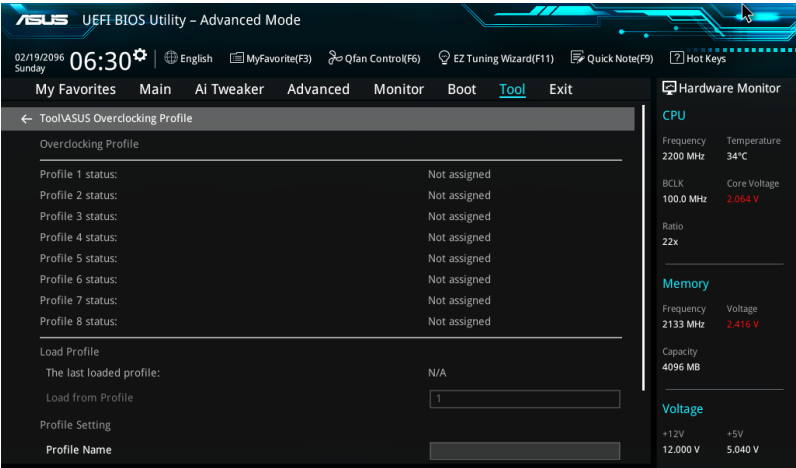 ASUS UEFI BIOS Utility – Advanced Mode
02/19/2096 Sunday 06:30 English MyFavorite(F3) Qfan Control(F6) EZ Tuning Wizard(F11) Quick Note(F9) ? Hot Keys
My Favorites Main Ai Tweaker Advanced Monitor Boot Tool Exit
Tool\ASUS Overclocking Profile
Overclocking Profile
Profile 1 status: Not assigned
Profile 2 status: Not assigned
Profile 3 status: Not assigned
Profile 4 status: Not assigned
Profile 5 status: Not assigned
Profile 6 status: Not assigned
Profile 7 status: Not assigned
Profile 8 status: Not assigned
Load Profile
The last loaded profile: N/A
Load from Profile 1
Profile Setting
Profile Name
Hardware Monitor
CPU
Frequency Temperature
2200 MHz 34°C
BCLK Core Voltage
100.0 MHz 2.064 V
Ratio
22x
Memory
Frequency Voltage
2133 MHz 2.416 V
Capacity
4096 MB
Voltage
+12V +5V
12.000 V 5.040 V